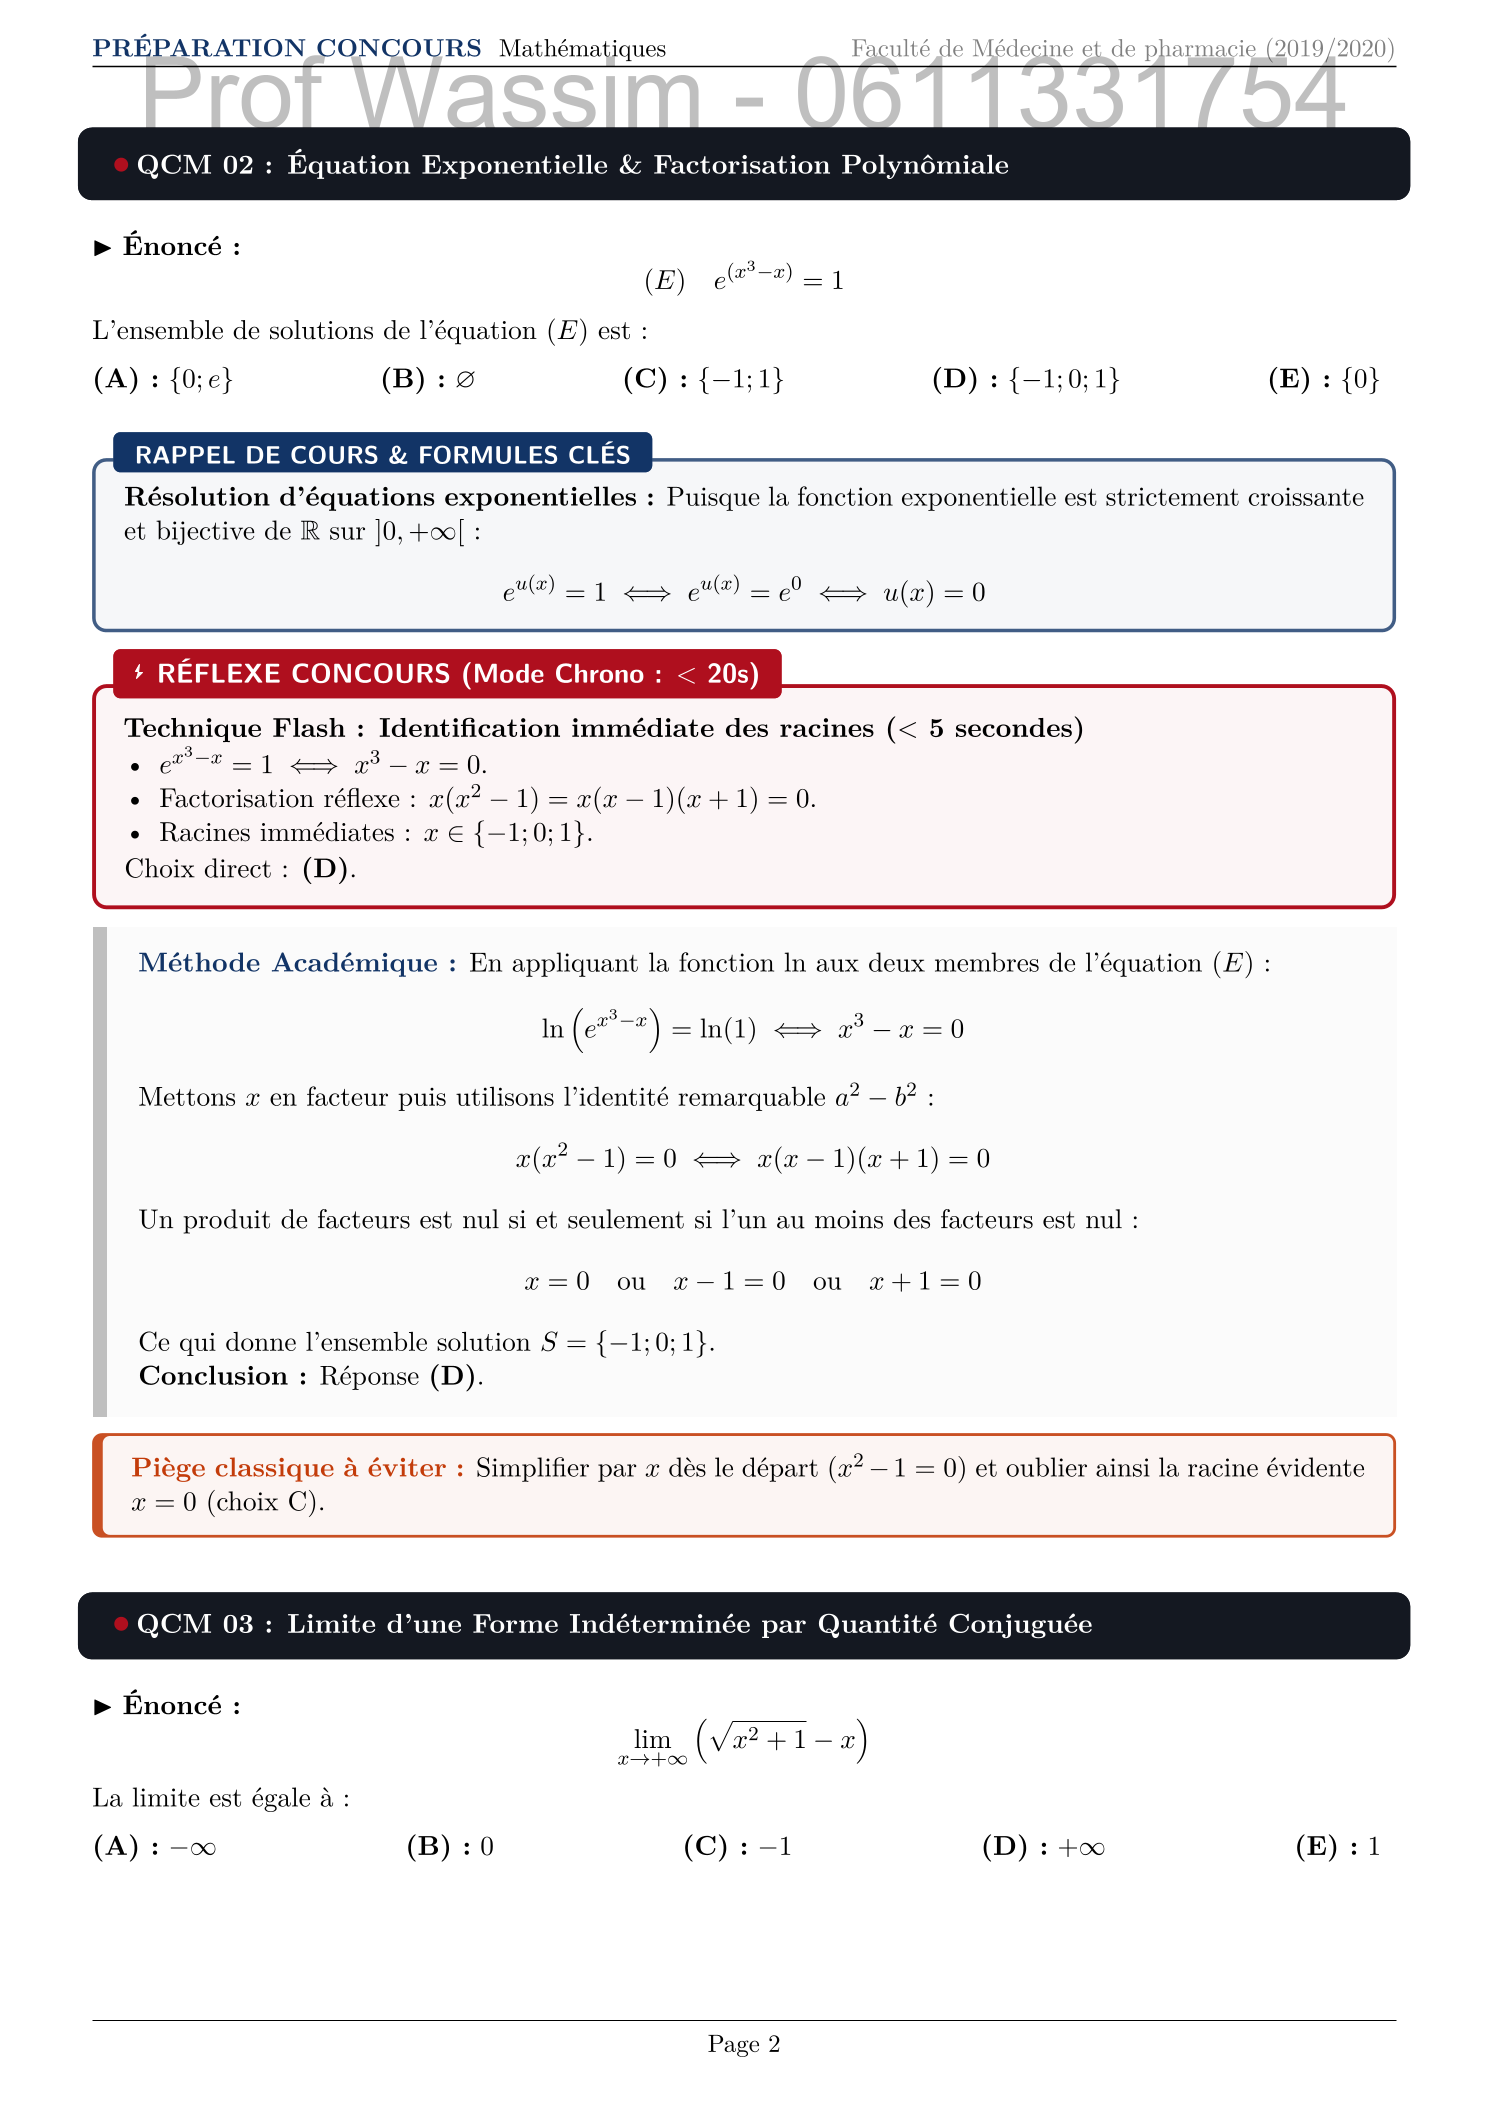 PRÉPARATION CONCOURS Mathématiques Faculté de Médecine et de pharmacie (2019/2020)
Prof Wassim - 0611331754
QCM 02 : Équation Exponentielle & Factorisation Polynômiale
► Énoncé :
(E) e^(x³−x) = 1
L'ensemble de solutions de l'équation (E) est :
(A) : {0; e} (B) : ∅ (C) : {−1; 1} (D) : {−1; 0; 1} (E) : {0}
RAPPEL DE COURS & FORMULES CLÉS
Résolution d'équations exponentielles : Puisque la fonction exponentielle est strictement croissante
et bijective de ℝ sur ]0, +∞[ :
e^u(x) = 1 ⟺ e^u(x) = e⁰ ⟺ u(x) = 0
RÉFLEXE CONCOURS (Mode Chrono : < 20s)
Technique Flash : Identification immédiate des racines (< 5 secondes)
• e^x³−x = 1 ⟺ x³ − x = 0.
• Factorisation réflexe : x(x² − 1) = x(x − 1)(x + 1) = 0.
• Racines immédiates : x ∈ {−1; 0; 1}.
Choix direct : (D).
Méthode Académique : En appliquant la fonction ln aux deux membres de l'équation (E) :
ln (e^x³−x) = ln(1) ⟺ x³ − x = 0
Mettons x en facteur puis utilisons l'identité remarquable a² − b² :
x(x² − 1) = 0 ⟺ x(x − 1)(x + 1) = 0
Un produit de facteurs est nul si et seulement si l'un au moins des facteurs est nul :
x = 0 ou x − 1 = 0 ou x + 1 = 0
Ce qui donne l'ensemble solution S = {−1; 0; 1}.
Conclusion : Réponse (D).
Piège classique à éviter : Simplifier par x dès le départ (x² − 1 = 0) et oublier ainsi la racine évidente
x = 0 (choix C).
QCM 03 : Limite d'une Forme Indéterminée par Quantité Conjuguée
► Énoncé :
lim x→+∞ (√(x² + 1) − x)
La limite est égale à :
(A) : −∞ (B) : 0 (C) : −1 (D) : +∞ (E) : 1
Page 2